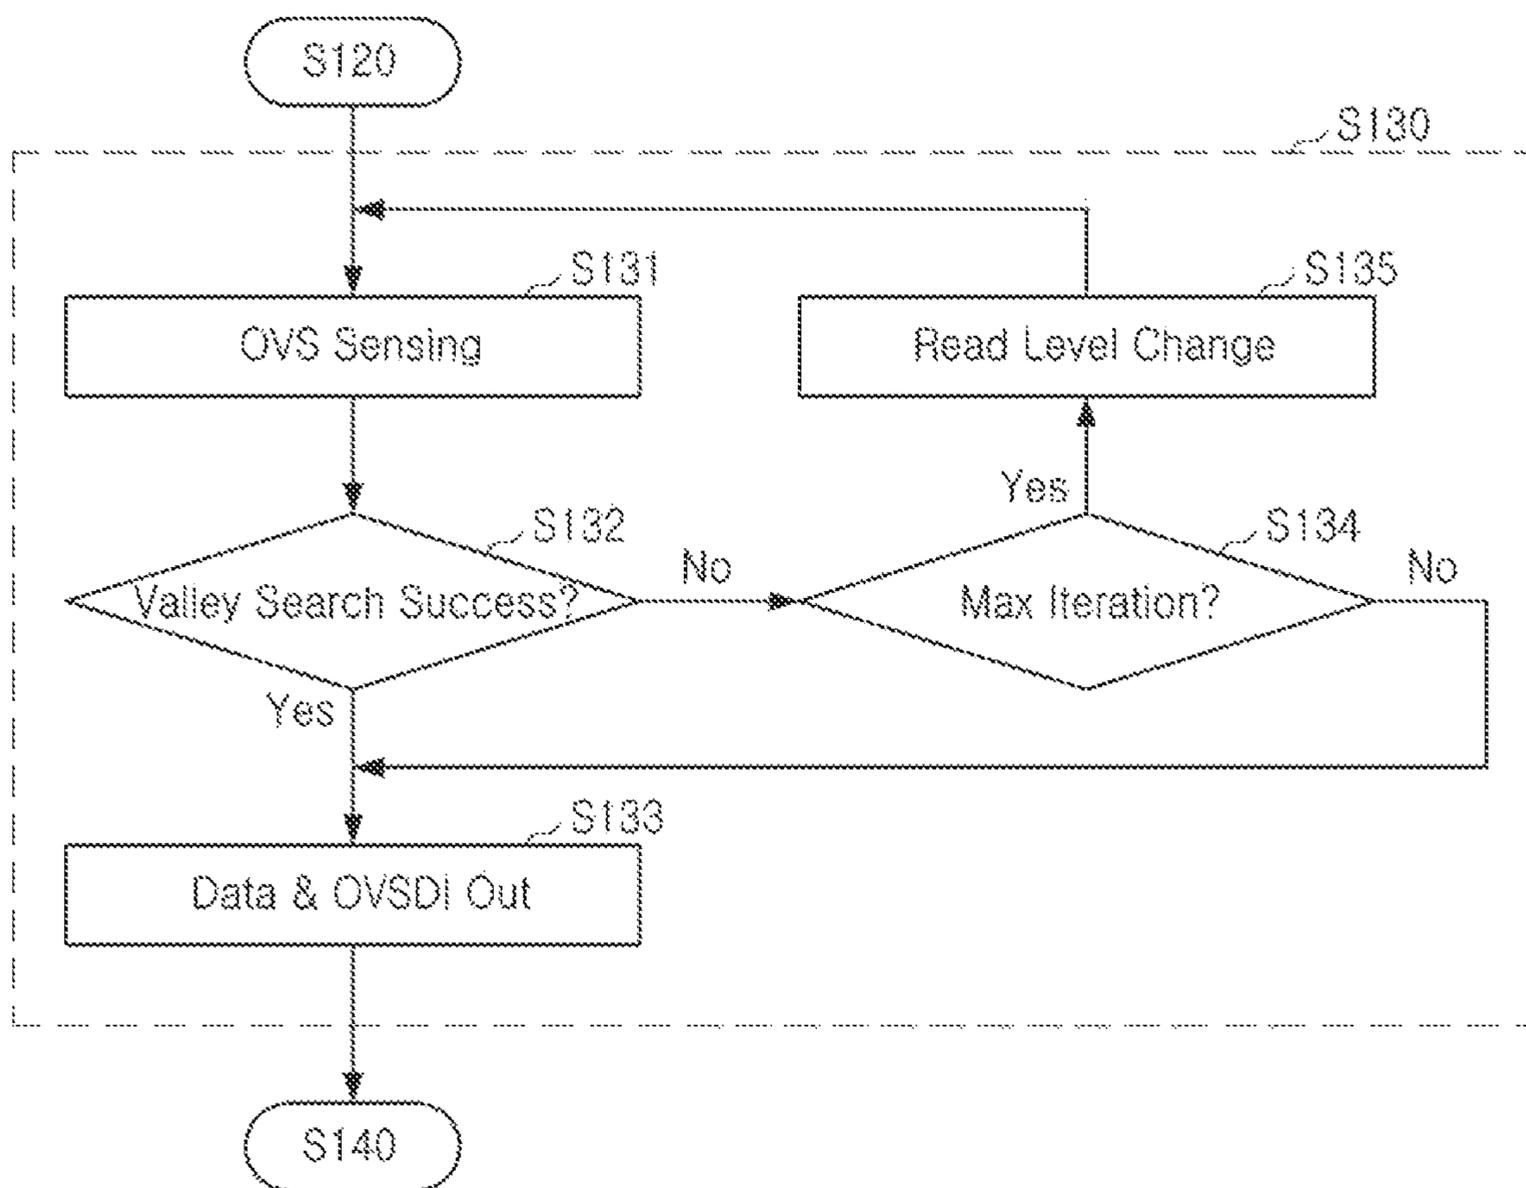 S120
S130
S131
S135
OVS Sensing
Read Level Change
Yes
S132
S134
No
No
Valley Search Success?
Max Iteration?
Yes
S133
Data & OVSDI Out
S140